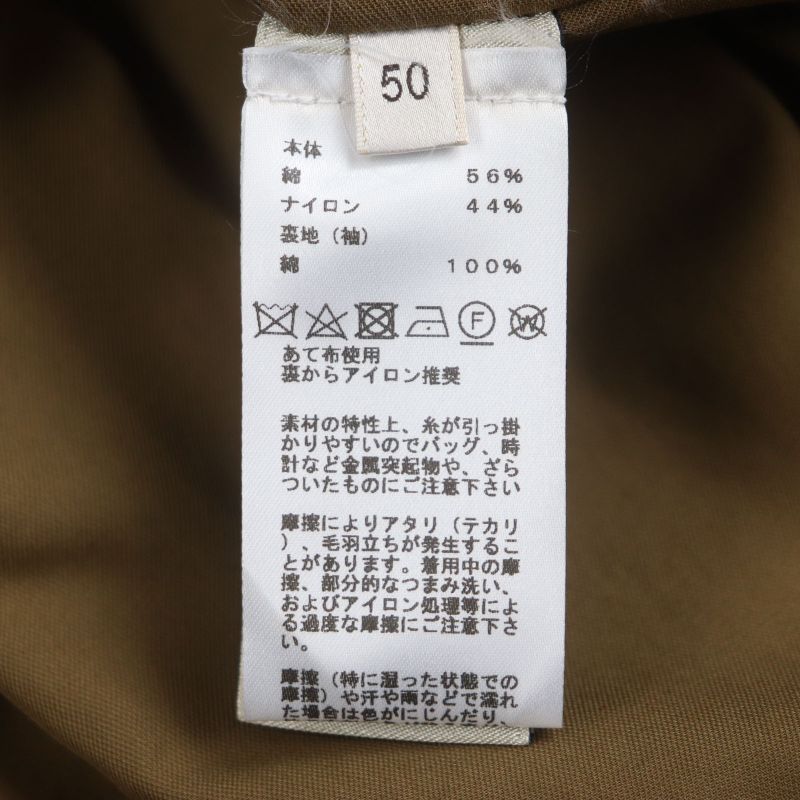 50
本体
綿 56%
ナイロン 44%
裏地（袖）
綿 100%
F W
あて布使用
裏からアイロン推奨
素材の特性上、糸が引っ掛
かりやすいのでバッグ、時
計など金属突起物や、ざら
ついたものにご注意下さい
摩擦によりアタリ（テカリ
）、毛羽立ちが発生するこ
とがあります。着用中の摩
擦、部分的なつまみ洗い、
およびアイロン処理等によ
る過度な摩擦にご注意下さ
い。
摩擦（特に湿った状態での
摩擦）や汗や雨などで濡れ
た場合は色がにじんだり、